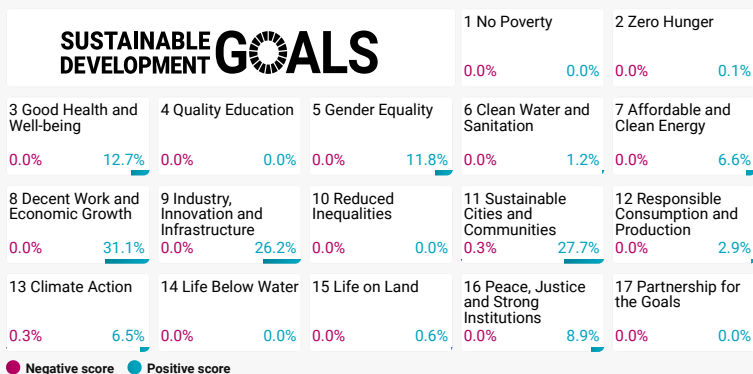 SUSTAINABLE
DEVELOPMENT
GOALS
1 No Poverty
0.0% 0.0%
2 Zero Hunger
0.0% 0.1%
3 Good Health and
Well-being
0.0% 12.7%
4 Quality Education
0.0% 0.0%
5 Gender Equality
0.0% 11.8%
6 Clean Water and
Sanitation
0.0% 1.2%
7 Affordable and
Clean Energy
0.0% 6.6%
8 Decent Work and
Economic Growth
0.0% 31.1%
9 Industry,
Innovation and
Infrastructure
0.0% 26.2%
10 Reduced
Inequalities
0.0% 0.0%
11 Sustainable
Cities and
Communities
0.3% 27.7%
12 Responsible
Consumption and
Production
0.0% 2.9%
13 Climate Action
0.3% 6.5%
14 Life Below Water
0.0% 0.0%
15 Life on Land
0.0% 0.6%
16 Peace, Justice
and Strong
Institutions
0.0% 8.9%
17 Partnership for
the Goals
0.0% 0.0%
Negative score Positive score